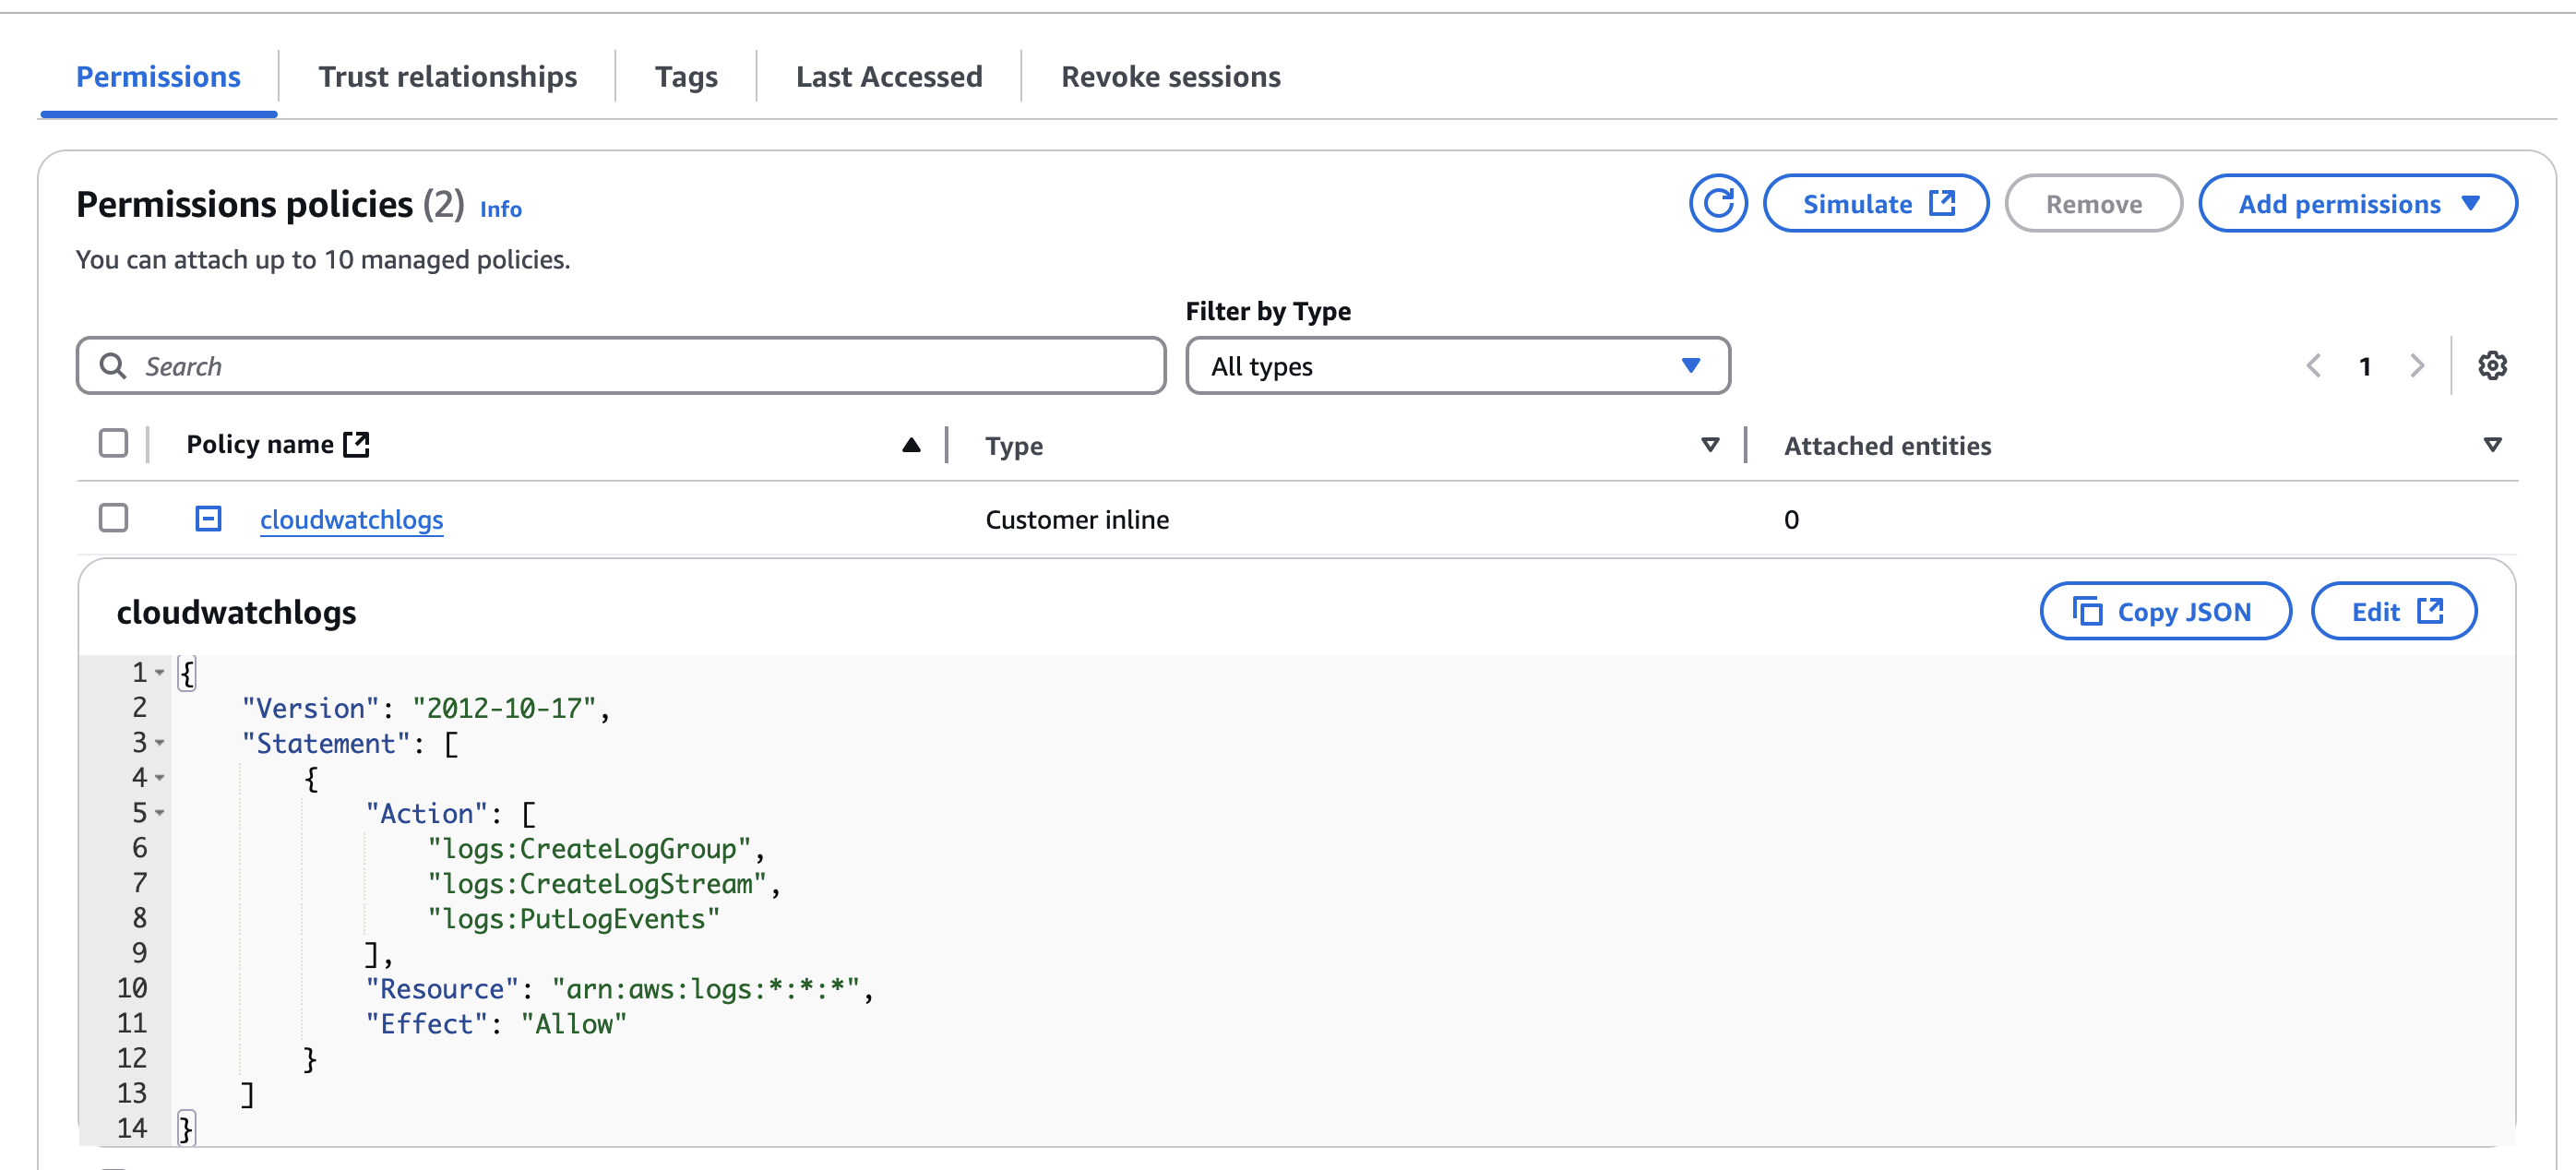 Permissions
Trust relationships
Tags
Last Accessed
Revoke sessions
Permissions policies (2) Info
Simulate
Remove
Add permissions
You can attach up to 10 managed policies.
Filter by Type
Search
All types
1
Policy name
Type
Attached entities
cloudwatchlogs
Customer inline
0
cloudwatchlogs
Copy JSON
Edit
1 {
2     "Version": "2012-10-17",
3     "Statement": [
4         {
5             "Action": [
6                 "logs:CreateLogGroup",
7                 "logs:CreateLogStream",
8                 "logs:PutLogEvents"
9             ],
10             "Resource": "arn:aws:logs:*:*:*",
11             "Effect": "Allow"
12         }
13     ]
14 }